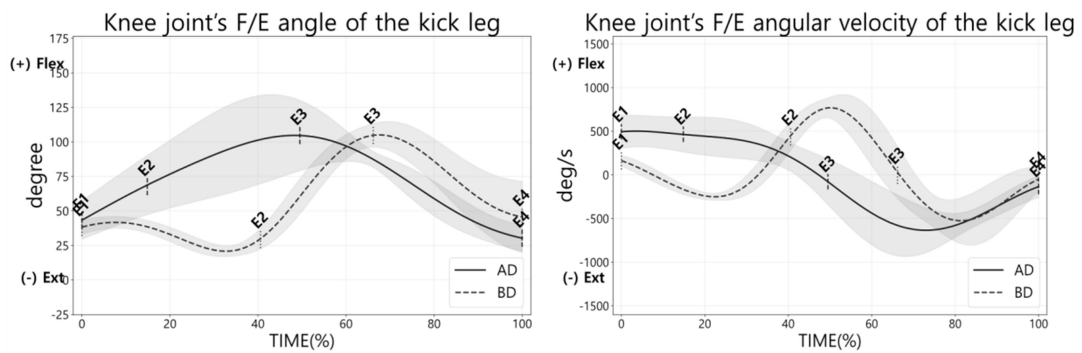 Knee joint's F/E angle of the kick leg
175
(+) Flex
150
125
100
75
50
25
(-) Ext
0
-25
degree
E1
E1
E2
E3
E2
E3
E4
E4
AD
BD
0 20 40 60 80 100
TIME(%)
Knee joint's F/E angular velocity of the kick leg
1500
(+) Flex
1000
500
0
-500
-1000
(-) Ext
-1500
deg/s
E1
E1
E2
E2
E3
E3
E4
E4
AD
BD
0 20 40 60 80 100
TIME(%)